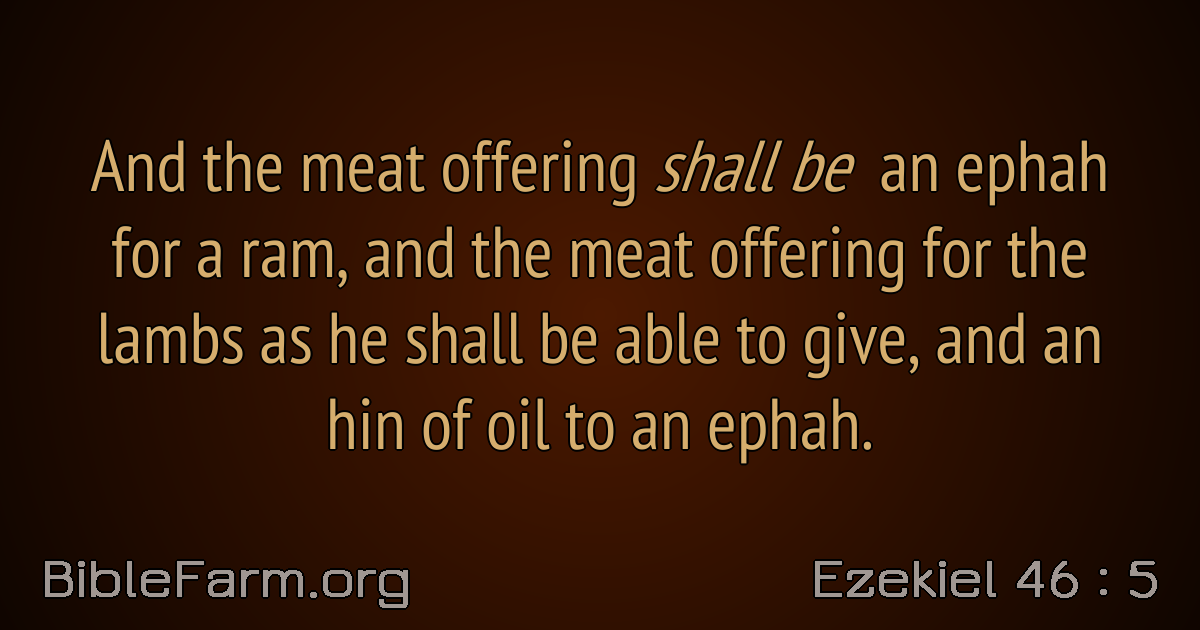 And the meat offering shall be an ephah
for a ram, and the meat offering for the
lambs as he shall be able to give, and an
hin of oil to an ephah.
BibleFarm.org
Ezekiel 46 : 5